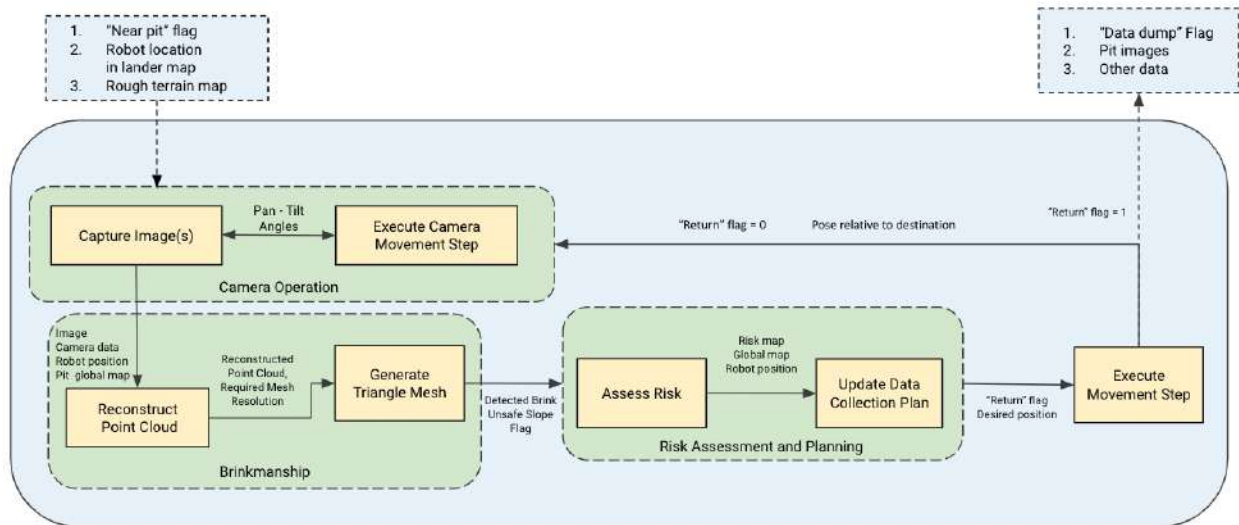 1. “Near pit” flag
2. Robot location
in lander map
3. Rough terrain map
1. “Data dump” Flag
2. Pit images
3. Other data
Capture Image(s)
Pan - Tilt
Angles
Execute Camera
Movement Step
Camera Operation
“Return” flag = 0
Pose relative to destination
“Return” flag = 1
Image
Camera data
Robot position
Pit global map
Reconstruct
Point Cloud
Reconstructed
Point Cloud,
Required Mesh
Resolution
Generate
Triangle Mesh
Brinkmanship
Detected Brink
Unsafe Slope
Flag
Assess Risk
Risk map
Global map
Robot position
Update Data
Collection Plan
Risk Assessment and Planning
“Return” flag
Desired position
Execute
Movement Step